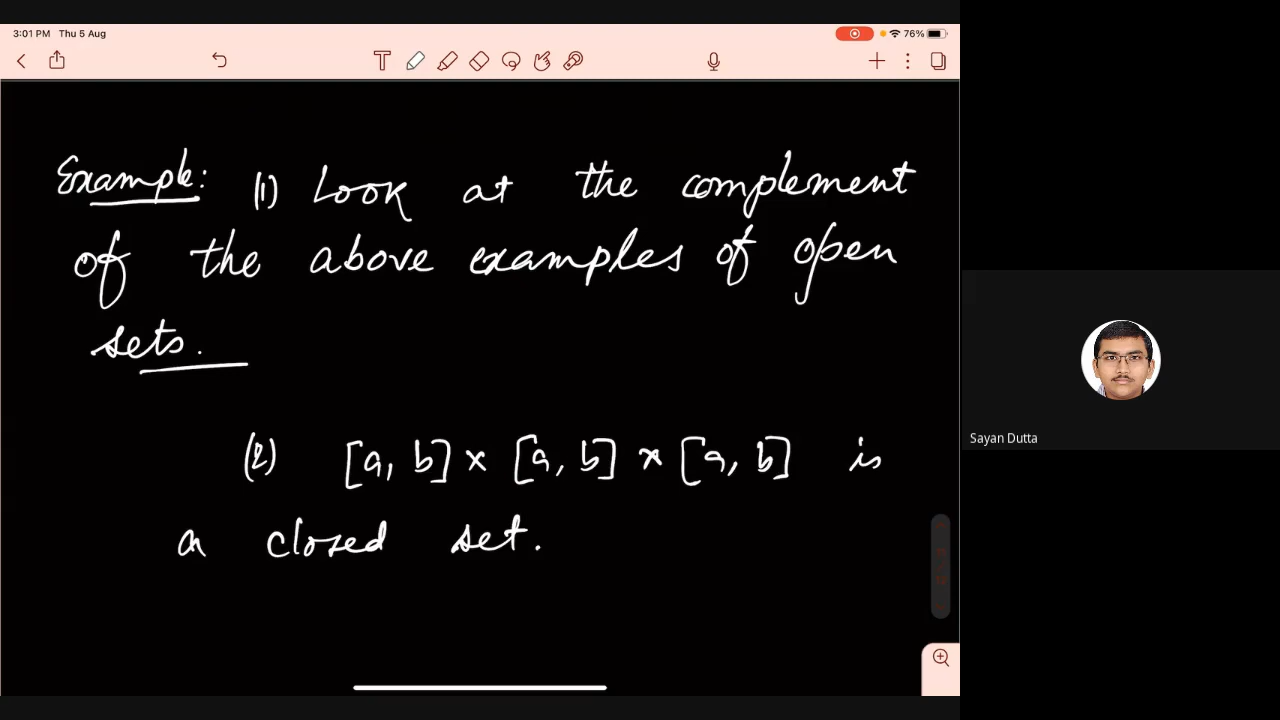 3:01 PM Thu 5 Aug
76%
Example: (1) Look at the complement
of the above examples of open
sets.
(2) [a, b] x [a, b] x [a, b] is
a closed set.
Sayan Dutta